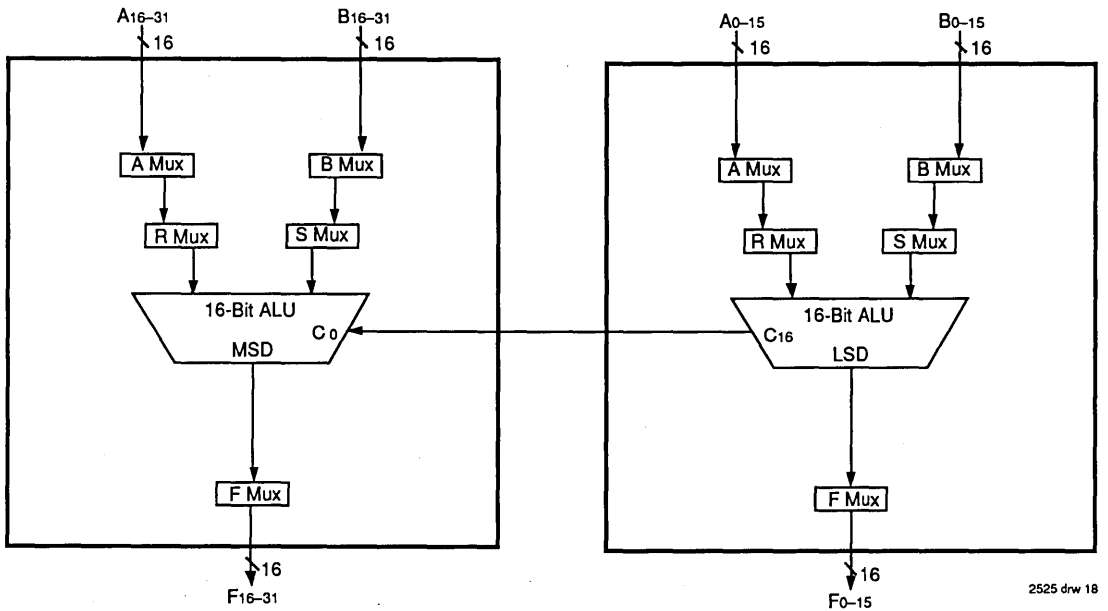 A16–31
B16–31
A0–15
B0–15
16
16
16
16
A Mux
B Mux
A Mux
B Mux
R Mux
S Mux
R Mux
S Mux
16-Bit ALU
C0
MSD
16-Bit ALU
C16
LSD
F Mux
F Mux
16
16
F16–31
F0–15
2525 drw 18